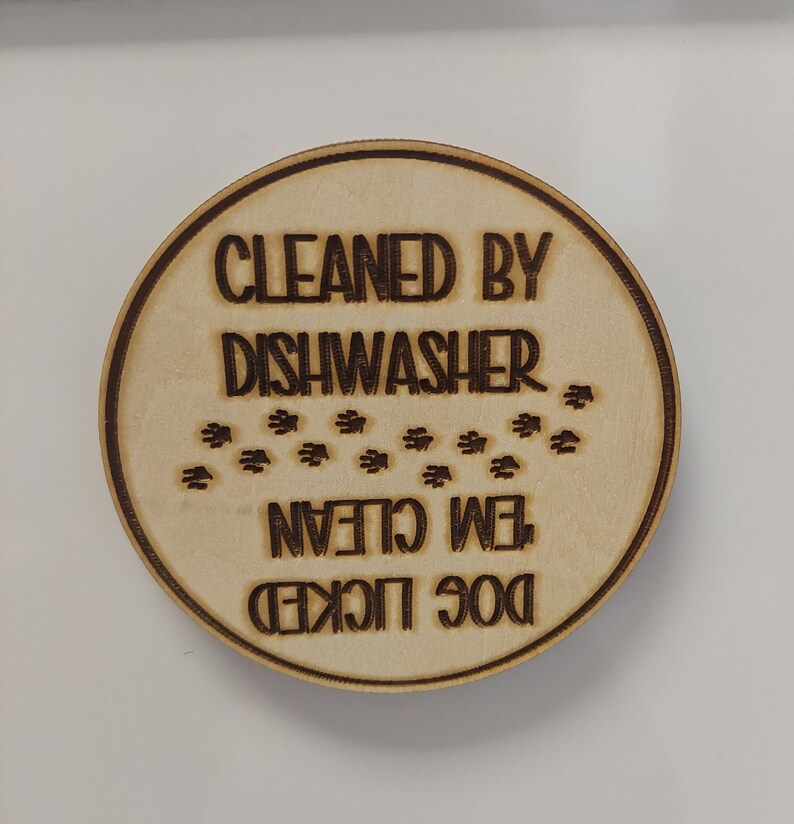 CLEANED BY
DISHWASHER
DOG LICKED
'EM CLEAN